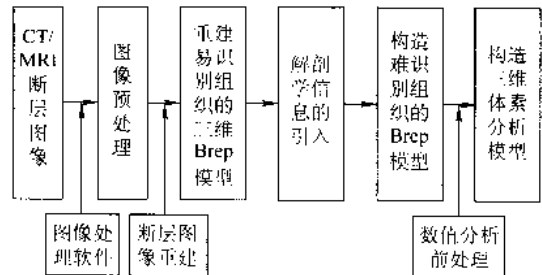 CT/
MRI
断
层
图
像
图
像
预
处
理
重建
易识
别组
织的
三维
Brep
模型
解剖
学信
息的
引入
构造
难识
别组
织的
Brep
模型
构造
三维
体素
分析
模型
图像处
理软件
断层图
像重建
数值分析
前处理